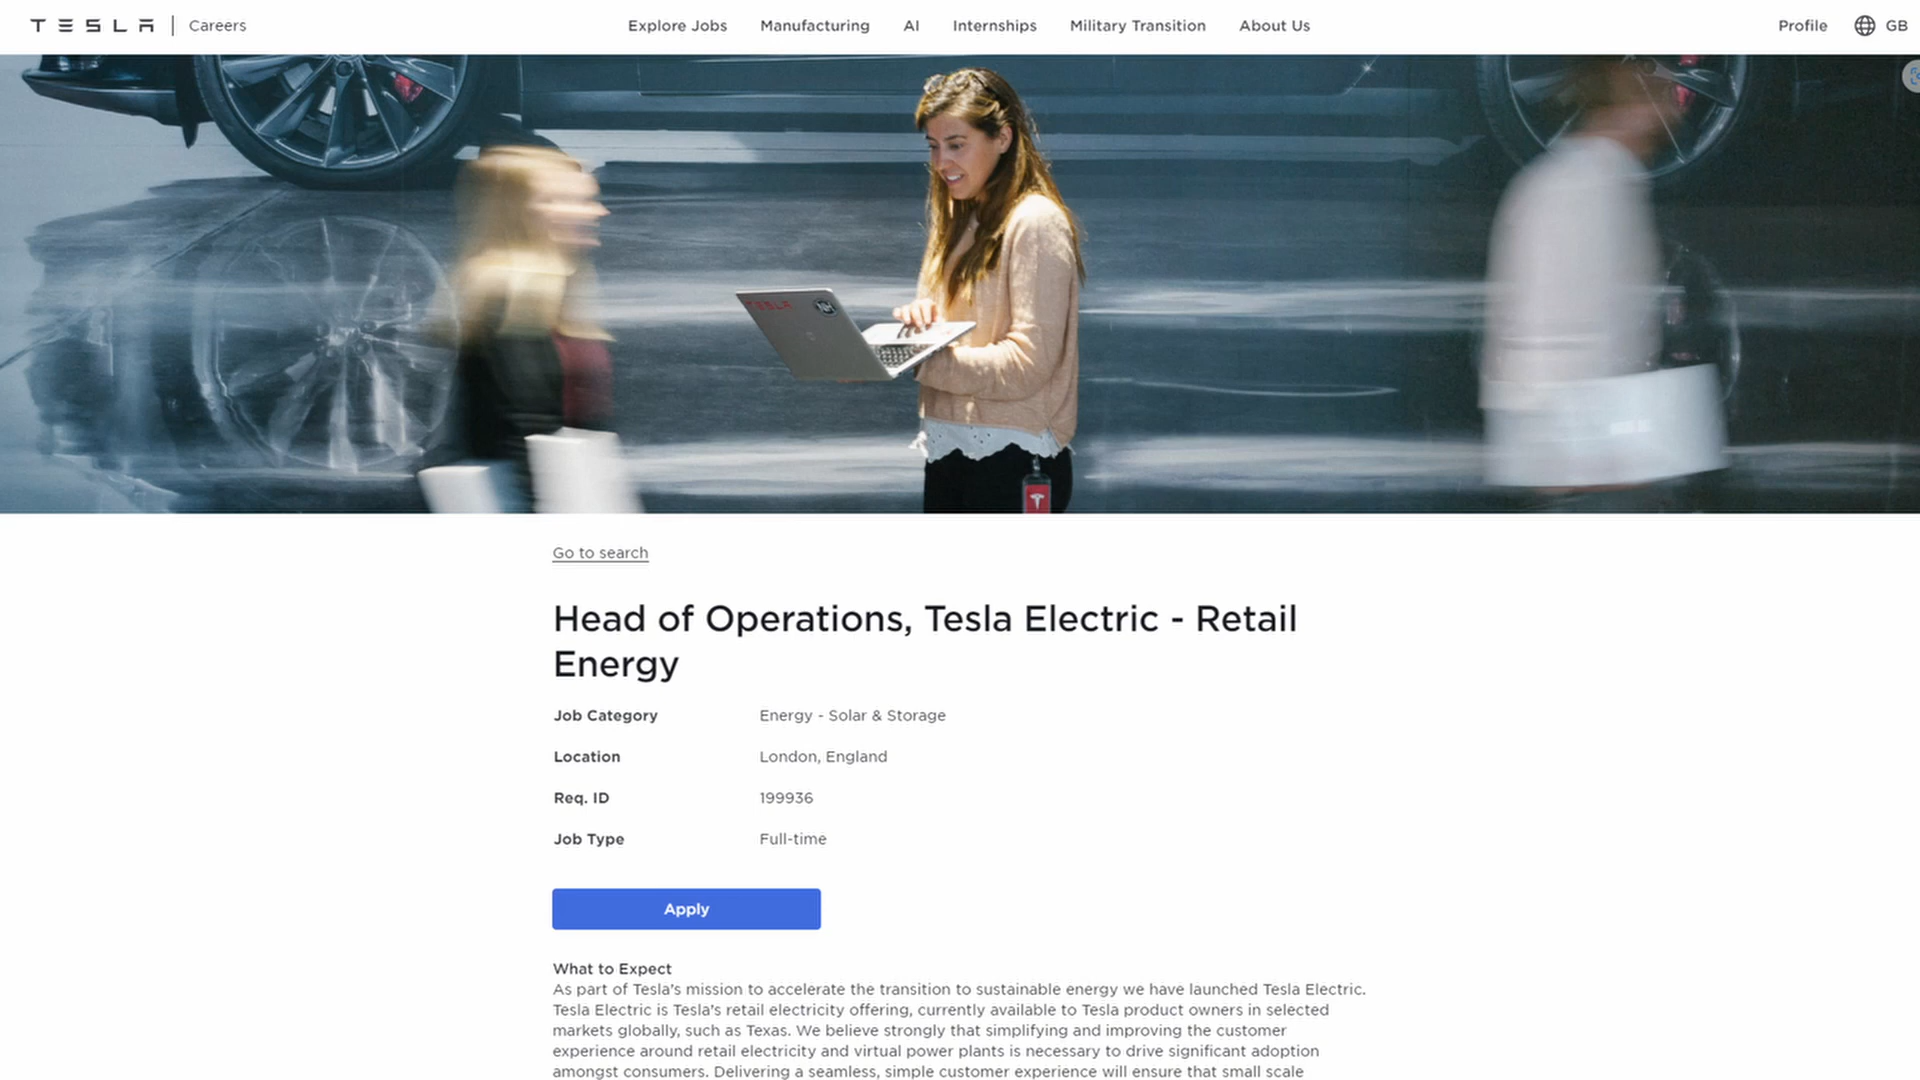 TESLA | Careers
Explore Jobs Manufacturing AI Internships Military Transition About Us
Profile GB
TESLA
Go to search
Head of Operations, Tesla Electric - Retail
Energy
Job Category Energy - Solar & Storage
Location London, England
Req. ID 199936
Job Type Full-time
Apply
What to Expect
As part of Tesla's mission to accelerate the transition to sustainable energy we have launched Tesla Electric.
Tesla Electric is Tesla's retail electricity offering, currently available to Tesla product owners in selected
markets globally, such as Texas. We believe strongly that simplifying and improving the customer
experience around retail electricity and virtual power plants is necessary to drive significant adoption
amongst consumers. Delivering a seamless, simple customer experience will ensure that small scale